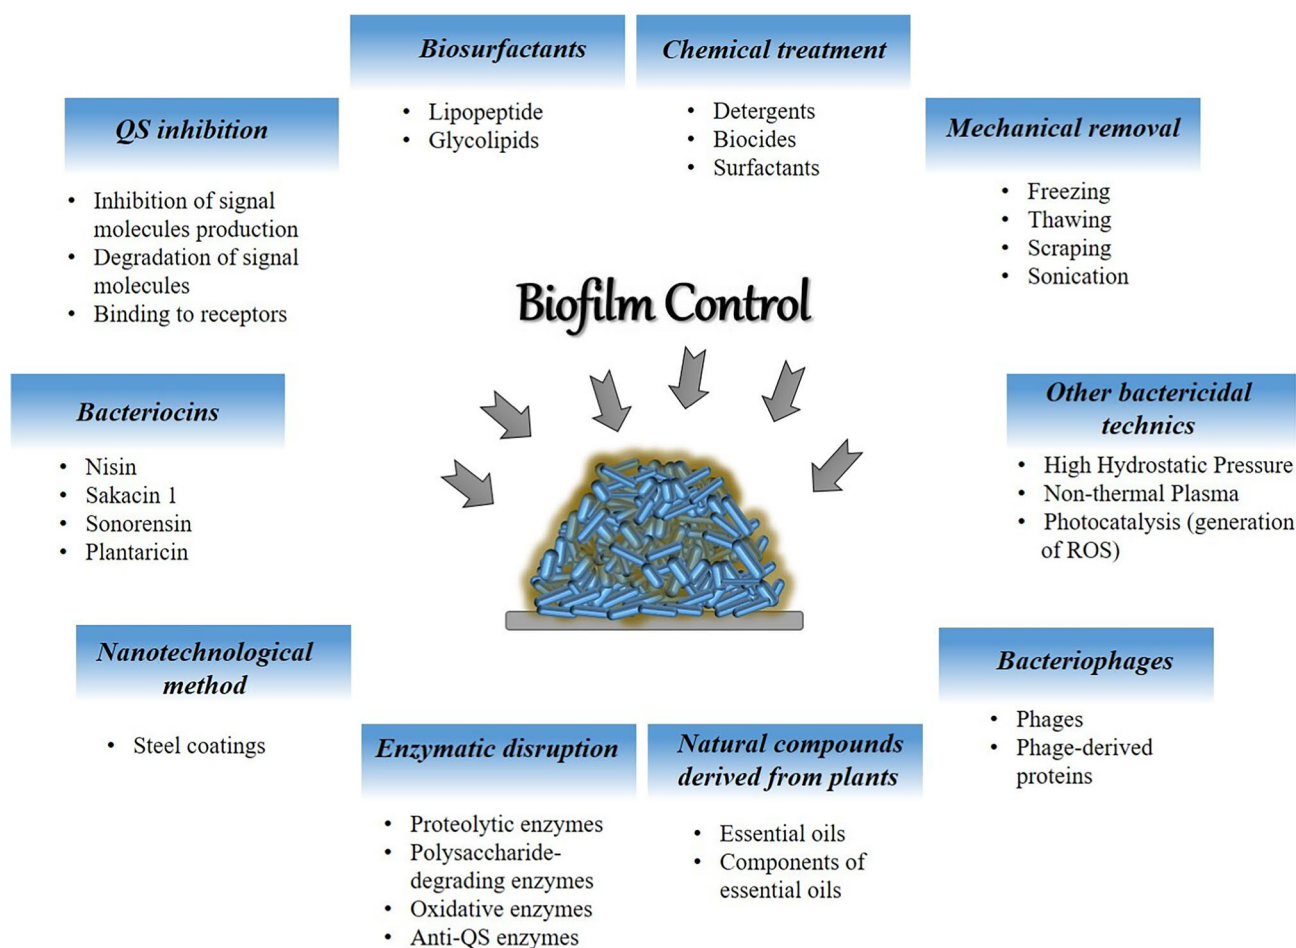 Biosurfactants
• Lipopeptide
• Glycolipids
Chemical treatment
• Detergents
• Biocides
• Surfactants
QS inhibition
• Inhibition of signal
molecules production
• Degradation of signal
molecules
• Binding to receptors
Mechanical removal
• Freezing
• Thawing
• Scraping
• Sonication
Biofilm Control
Bacteriocins
• Nisin
• Sakacin 1
• Sonorensin
• Plantaricin
Other bactericidal
technics
• High Hydrostatic Pressure
• Non-thermal Plasma
• Photocatalysis (generation
of ROS)
Nanotechnological
method
• Steel coatings
Bacteriophages
• Phages
• Phage-derived
proteins
Enzymatic disruption
• Proteolytic enzymes
• Polysaccharide-
degrading enzymes
• Oxidative enzymes
• Anti-QS enzymes
Natural compounds
derived from plants
• Essential oils
• Components of
essential oils